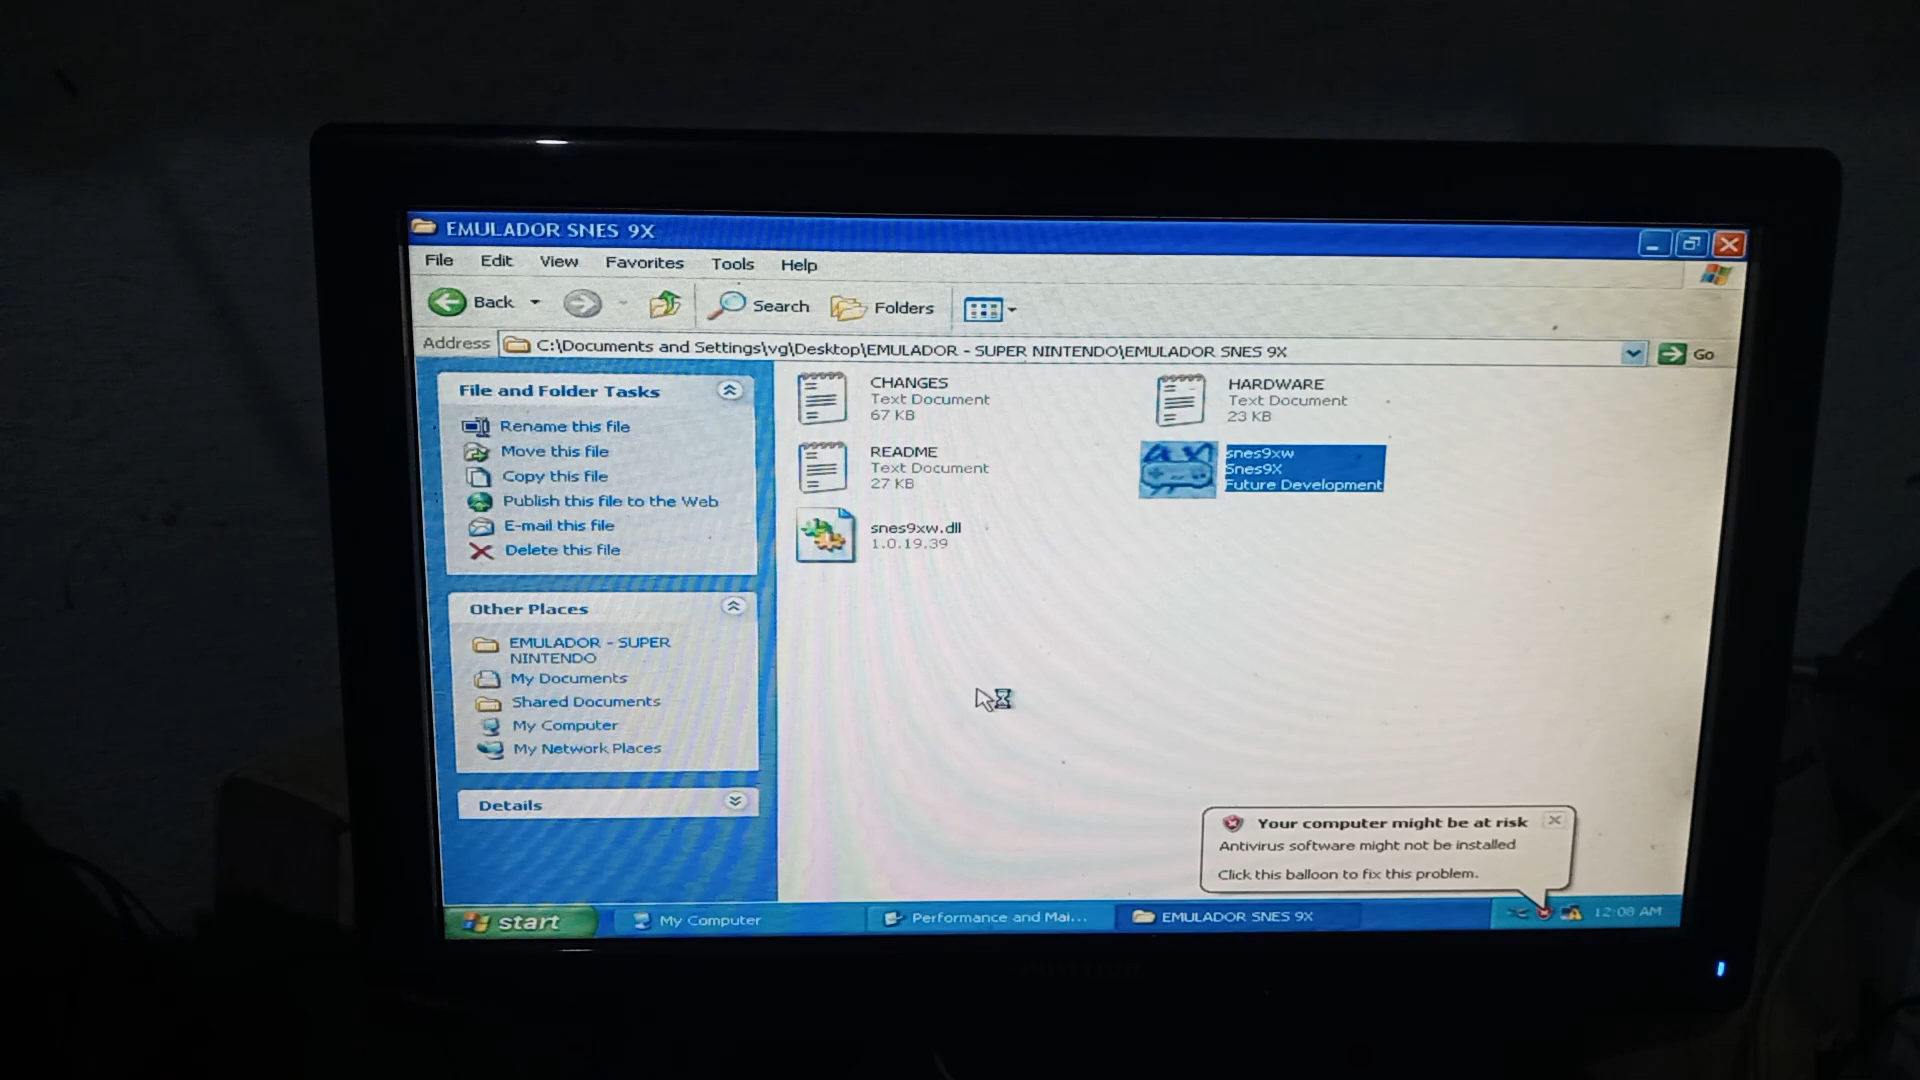 EMULADOR SNES 9X
File Edit View Favorites Tools Help
Back Search Folders
Address C:\Documents and Settings\vg\Desktop\EMULADOR - SUPER NINTENDO\EMULADOR SNES 9X Go
File and Folder Tasks
Rename this file
Move this file
Copy this file
Publish this file to the Web
E-mail this file
Delete this file
Other Places
EMULADOR - SUPER
NINTENDO
My Documents
Shared Documents
My Computer
My Network Places
Details
CHANGES
Text Document
67 KB
HARDWARE
Text Document
23 KB
README
Text Document
27 KB
snes9xw
Snes9X
Future Development
snes9xw.dll
1.0.19.39
Your computer might be at risk
Antivirus software might not be installed
Click this balloon to fix this problem.
start My Computer Performance and Mai... EMULADOR SNES 9X 12:08 AM